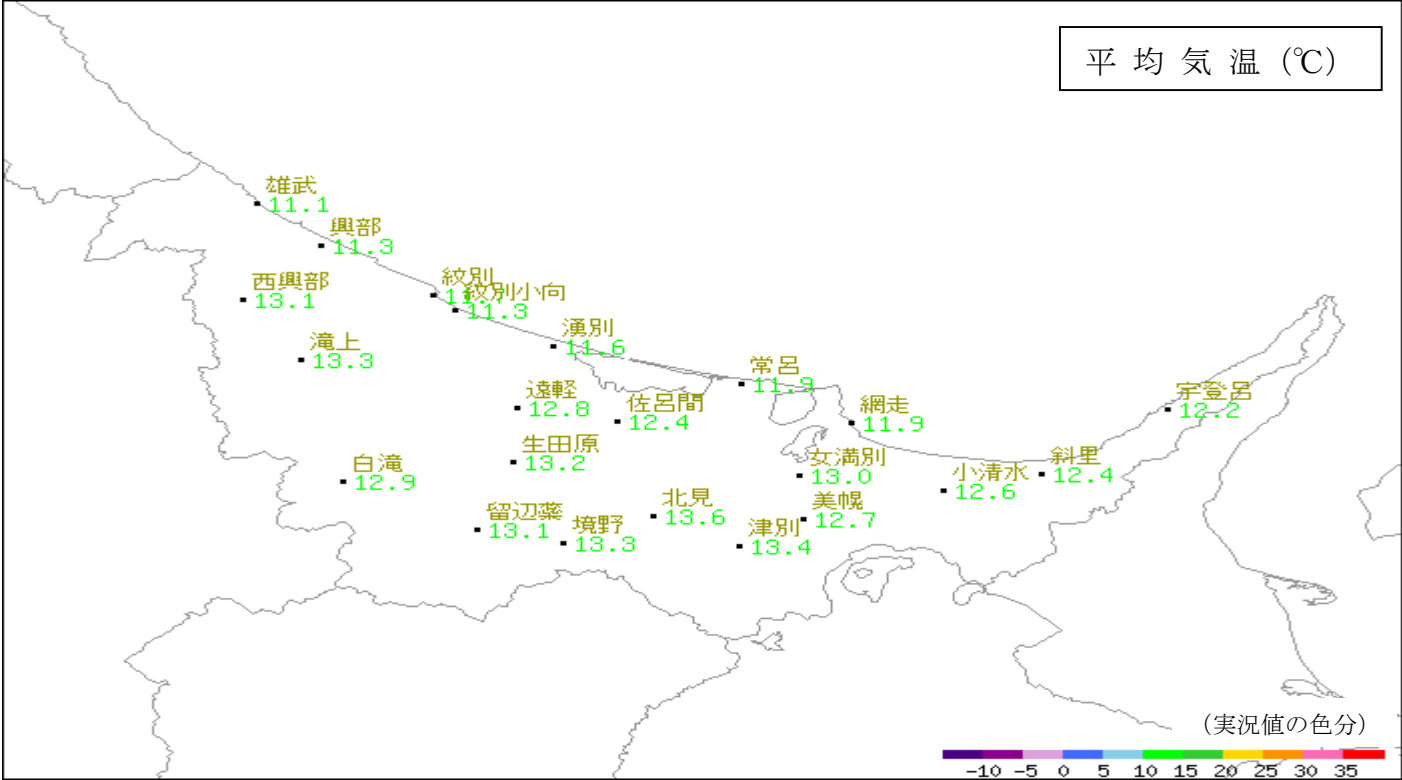 平均気温（℃）
雄武
11.1
興部
11.3
西興部
13.1
紋別
紋別小向
11.3
滝上
13.3
湧別
11.6
常呂
11.9
遠軽
12.8
佐呂間
12.4
宇登呂
12.2
網走
11.9
生田原
13.2
白滝
12.9
女満別
13.0
小清水
12.6
斜里
12.4
留辺蘂
13.1
境野
13.3
北見
13.6
美幌
12.7
津別
13.4
（実況値の色分）
-10 -5 0 5 10 15 20 25 30 35